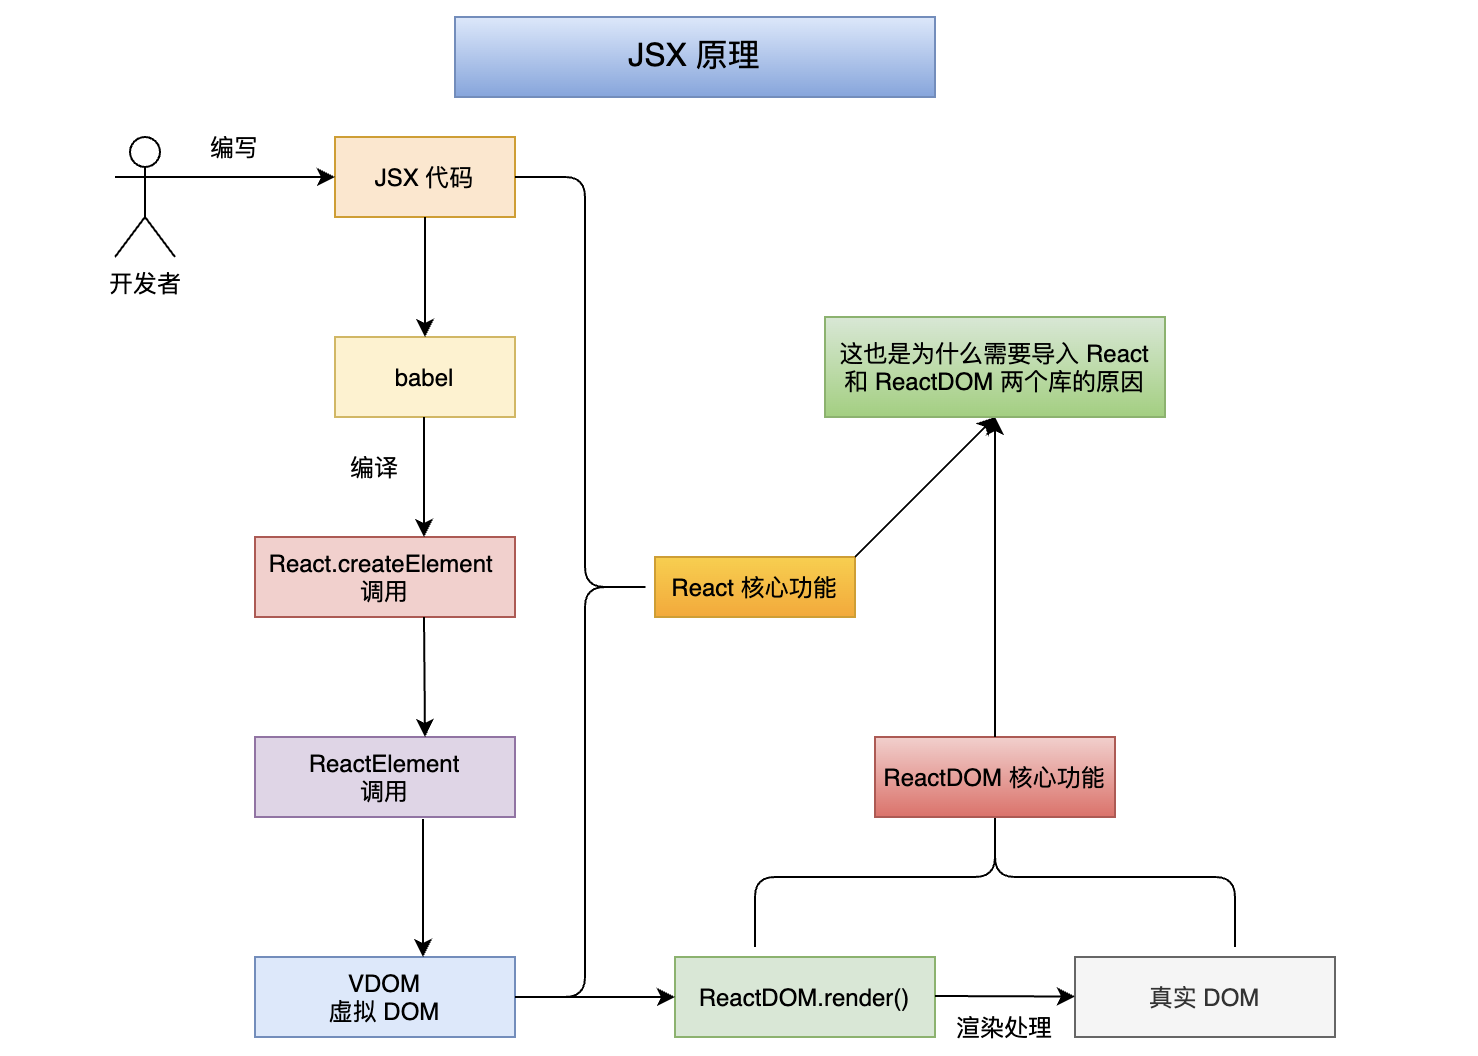 JSX 原理
编写
JSX 代码
开发者
babel
编译
React.createElement
调用
ReactElement
调用
VDOM
虚拟 DOM
React 核心功能
这也是为什么需要导入 React
和 ReactDOM 两个库的原因
ReactDOM 核心功能
ReactDOM.render()
渲染处理
真实 DOM